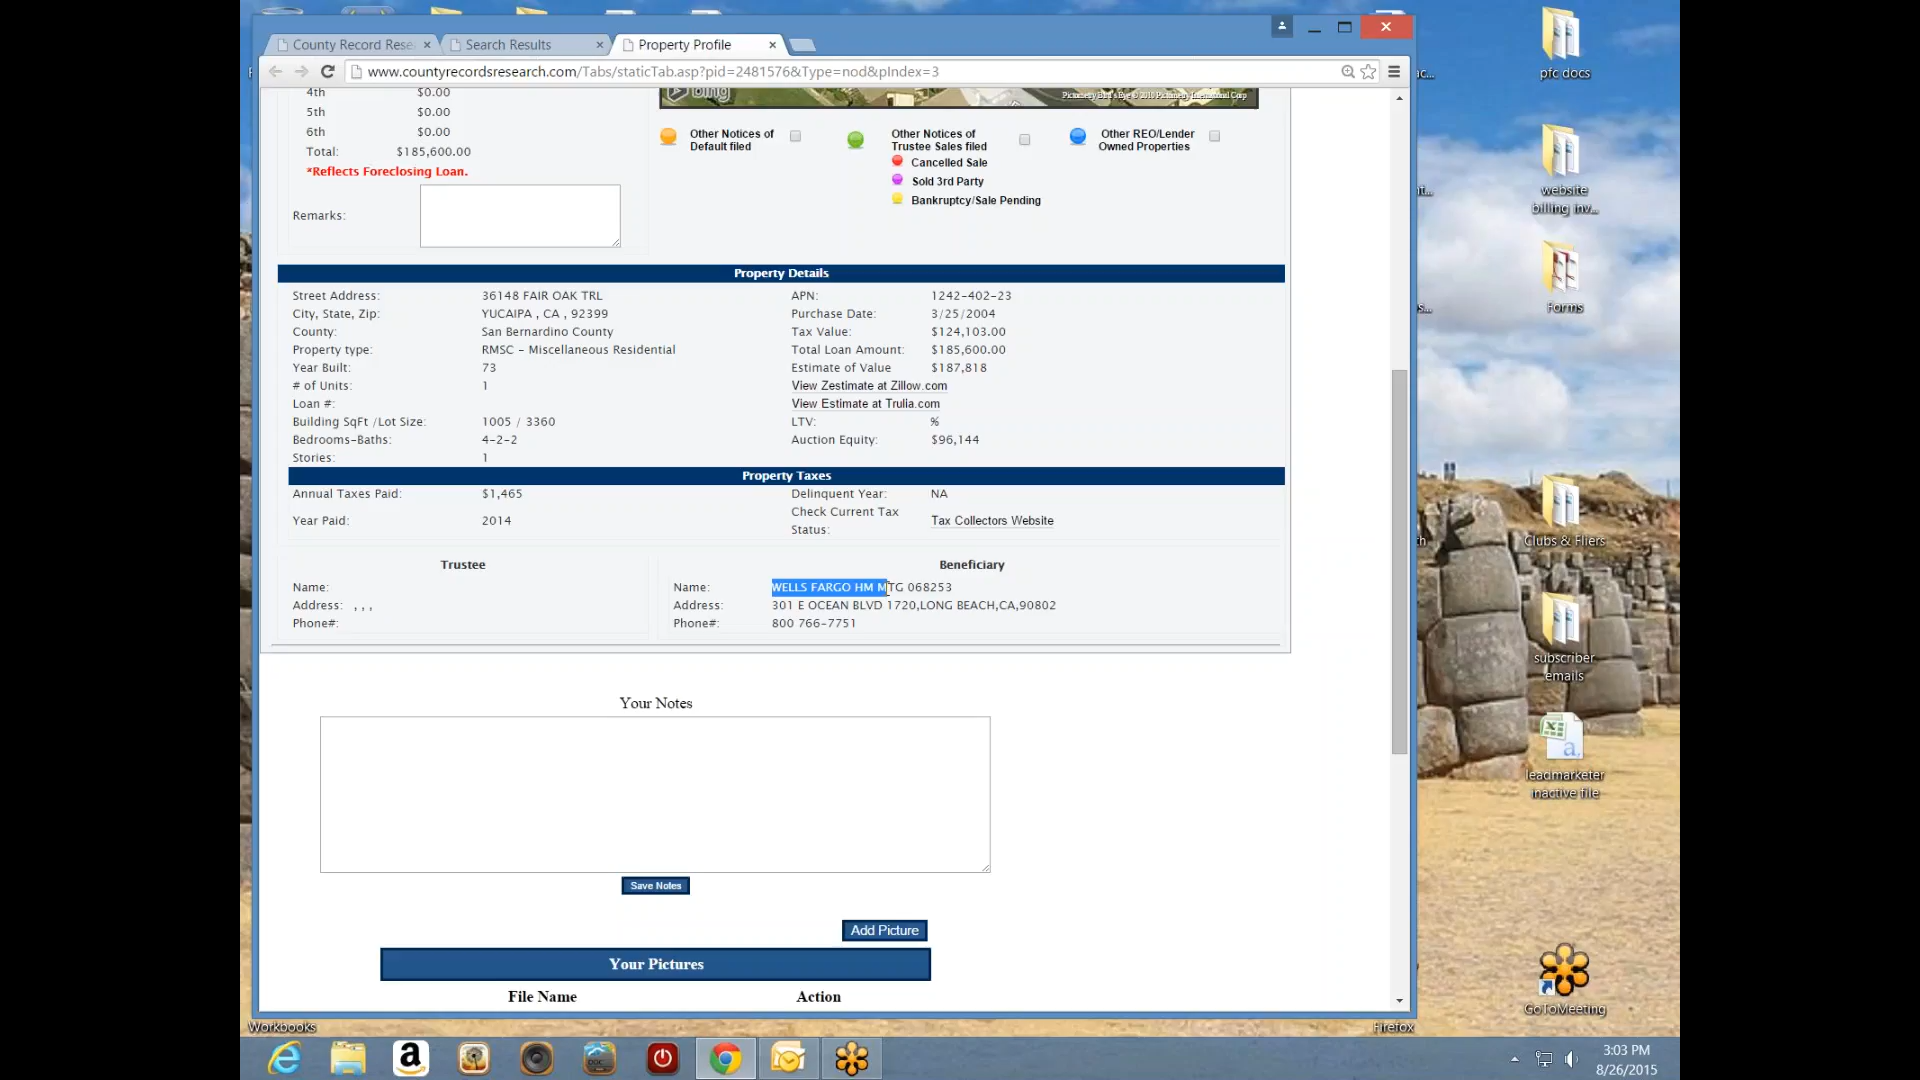 County Record Rese
Search Results
Property Profile
www.countyrecordsresearch.com/Tabs/staticTab.asp?pid=2481576&Type=nod&pIndex=3
4th $0.00
5th $0.00
6th $0.00
Total: $185,600.00
*Reflects Foreclosing Loan.
Remarks:
bing
Pictometry Bird's Eye © 2010 Pictometry International Corp
Other Notices of Default filed
Other Notices of Trustee Sales filed
Other REO/Lender Owned Properties
Cancelled Sale
Sold 3rd Party
Bankruptcy/Sale Pending
Property Details
Street Address: 36148 FAIR OAK TRL APN: 1242-402-23
City, State, Zip: YUCAIPA , CA , 92399 Purchase Date: 3/25/2004
County: San Bernardino County Tax Value: $124,103.00
Property type: RMSC - Miscellaneous Residential Total Loan Amount: $185,600.00
Year Built: 73 Estimate of Value $187,818
# of Units: 1 View Zestimate at Zillow.com
Loan #: View Estimate at Trulia.com
Building SqFt /Lot Size: 1005 / 3360 LTV: %
Bedrooms-Baths: 4-2-2 Auction Equity: $96,144
Stories: 1
Property Taxes
Annual Taxes Paid: $1,465 Delinquent Year: NA
Year Paid: 2014 Check Current Tax Status: Tax Collectors Website
Trustee
Name:
Address: , , ,
Phone#:
Beneficiary
Name: WELLS FARGO HM MTG 068253
Address: 301 E OCEAN BLVD 1720,LONG BEACH,CA,90802
Phone#: 800 766-7751
Your Notes
Save Notes
Add Picture
Your Pictures
File Name Action
pfc docs
website
billing inv...
Forms
Clubs & Fliers
subscriber
emails
leadmarketer
inactive file
GoToMeeting
Workbooks
Firefox
3:03 PM
8/26/2015